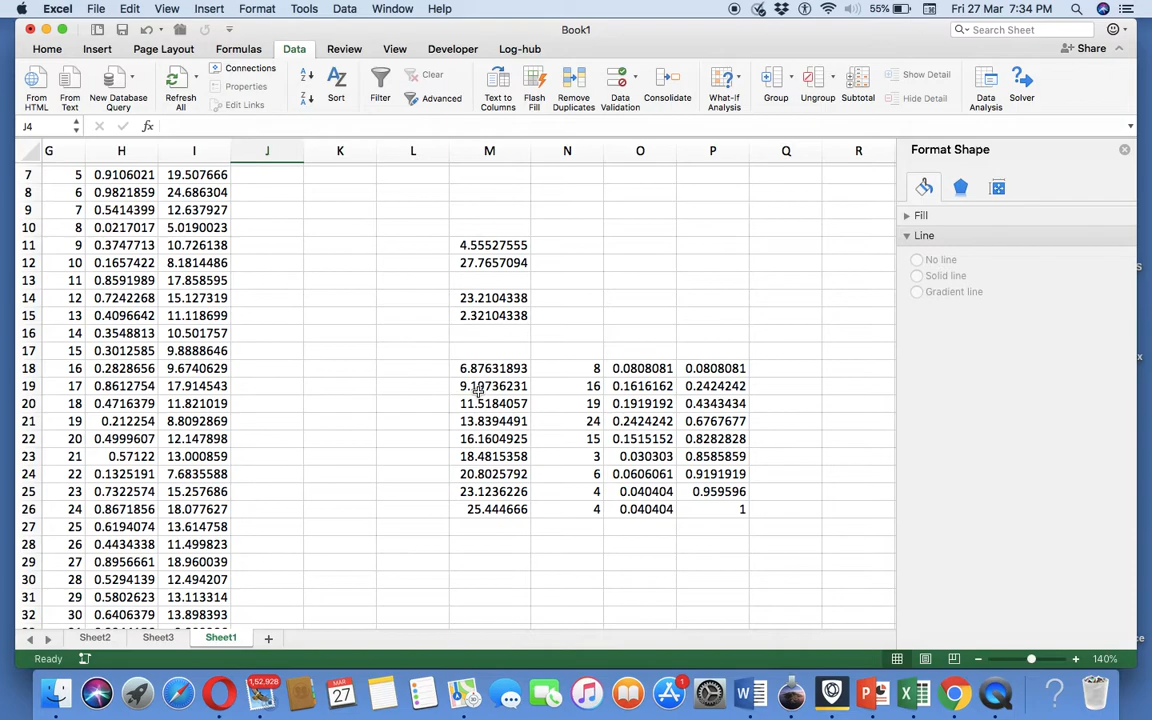 Excel File Edit View Insert Format Tools Data Window Help 55% Fri 27 Mar 7:34 PM
Book1 Search Sheet
Home Insert Page Layout Formulas Data Review View Developer Log-hub Share
Connections Properties Edit Links Clear Advanced Show Detail Hide Detail
From HTML From Text New Database Query Refresh All Sort Filter Text to Columns Flash Fill Remove Duplicates Data Validation Consolidate What-If Analysis Group Ungroup Subtotal Data Analysis Solver
J4 fx
G H I J K L M N O P Q R Format Shape
7 5 0.9106021 19.507666
8 6 0.9821859 24.686304
9 7 0.5414399 12.637927 Fill
10 8 0.0217017 5.0190023 Line
11 9 0.3747713 10.726138 4.55527555 No line
12 10 0.1657422 8.1814486 27.7657094 Solid line
13 11 0.8591989 17.858595 Gradient line
14 12 0.7242268 15.127319 23.2104338
15 13 0.4096642 11.118699 2.32104338
16 14 0.3548813 10.501757
17 15 0.3012585 9.8888646
18 16 0.2828656 9.6740629 6.87631893 8 0.0808081 0.0808081
19 17 0.8612754 17.914543 16 0.1616162 0.2424242
20 18 0.4716379 11.821019 11.5184057 19 0.1919192 0.4343434
21 19 0.212254 8.8092869 13.8394491 24 0.2424242 0.6767677
22 20 0.4999607 12.147898 16.1604925 15 0.1515152 0.8282828
23 21 0.57122 13.000859 18.4815358 3 0.030303 0.8585859
24 22 0.1325191 7.6835588 20.8025792 6 0.0606061 0.9191919
25 23 0.7322574 15.257686 23.1236226 4 0.040404 0.959596
26 24 0.8671856 18.077627 25.444666 4 0.040404 1
27 25 0.6194074 13.614758
28 26 0.4434338 11.499823
29 27 0.8956661 18.960039
30 28 0.5294139 12.494207
31 29 0.5802623 13.113314
32 30 0.6406379 13.898393
Sheet2 Sheet3 Sheet1
Ready 140%
1,52,928 MAR 27 1